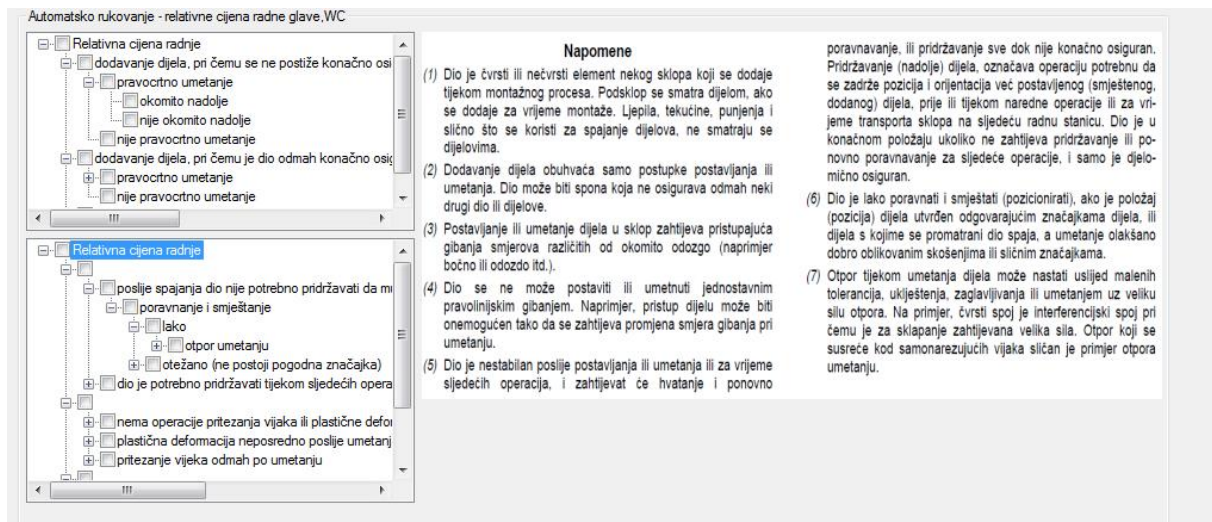 Automatsko rukovanje - relativne cijena radne glave,WC
Relativna cijena radnje
dodavanje dijela, pri čemu se ne postiže konačno osi
pravocrtno umetanje
okomito nadolje
nije okomito nadolje
nije pravocrtno umetanje
dodavanje dijela, pri čemu je dio odmah konačno osig
pravocrtno umetanje
nije pravocrtno umetanje
Relativna cijena radnje
poslije spajanja dio nije potrebno pridržavati da mu
poravnanje i smještanje
lako
otpor umetanju
otežano (ne postoji pogodna značajka)
dio je potrebno pridržavati tijekom sljedećih opera
nema operacije pritezanja vijaka ili plastične defor
plastična deformacija neposredno poslije umetanj
pritezanje vijeka odmah po umetanju
Napomene
(1) Dio je čvrsti ili nečvrsti element nekog sklopa koji se dodaje
tijekom montažnog procesa. Podsklop se smatra dijelom, ako
se dodaje za vrijeme montaže. Ljepila, tekućine, punjenja i
slično što se koristi za spajanje dijelova, ne smatraju se
dijelovima.
(2) Dodavanje dijela obuhvaća samo postupke postavljanja ili
umetanja. Dio može biti spona koja ne osigurava odmah neki
drugi dio ili dijelove.
(3) Postavljanje ili umetanje dijela u sklop zahtijeva pristupajuća
gibanja smjerova različitih od okomito odozgo (naprimjer
bočno ili odozdo itd.).
(4) Dio se ne može postaviti ili umetnuti jednostavnim
pravolinijskim gibanjem. Naprimjer, pristup dijelu može biti
onemogućen tako da se zahtijeva promjena smjera gibanja pri
umetanju.
(5) Dio je nestabilan poslije postavljanja ili umetanja ili za vrijeme
sljedećih operacija, i zahtijevat će hvatanje i ponovno
poravnavanje, ili pridržavanje sve dok nije konačno osiguran.
Pridržavanje (nadolje) dijela, označava operaciju potrebnu da
se zadrže pozicija i orijentacija već postavljenog (smještenog,
dodanog) dijela, prije ili tijekom naredne operacije ili za vri-
jeme transporta sklopa na sljedeću radnu stanicu. Dio je u
konačnom položaju ukoliko ne zahtijeva pridržavanje ili po-
novno poravnavanje za sljedeće operacije, i samo je djelo-
mično osiguran.
(6) Dio je lako poravnati i smještati (pozicionirati), ako je položaj
(pozicija) dijela utvrđen odgovarajućim značajkama dijela, ili
dijela s kojime se promatrani dio spaja, a umetanje olakšano
dobro oblikovanim skošenjima ili sličnim značajkama.
(7) Otpor tijekom umetanja dijela može nastati uslijed malenih
tolerancija, uklještenja, zaglavljivanja ili umetanjem uz veliku
silu otpora. Na primjer, čvrsti spoj je interferencijski spoj pri
čemu je za sklapanje zahtijevana velika sila. Otpor koji se
susreće kod samonarezujućih vijaka sličan je primjer otpora
umetanju.